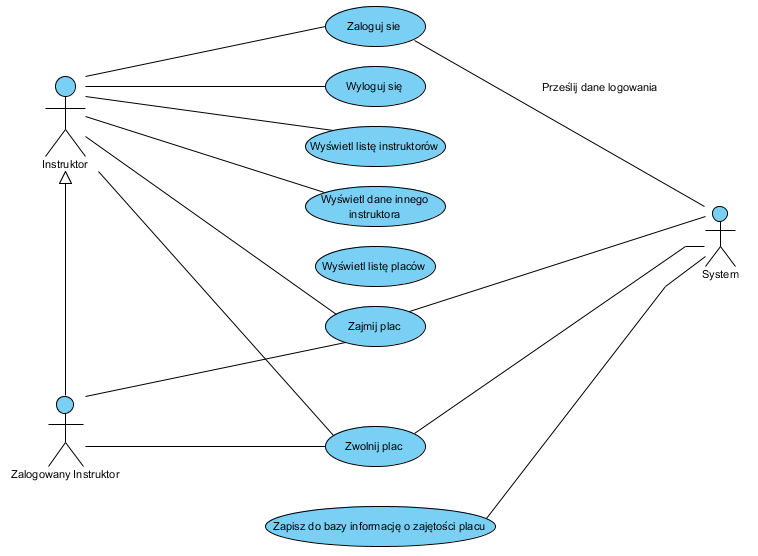 Zaloguj sie
Wyloguj się
Prześlij dane logowania
Wyświetl listę instruktorów
Instruktor
Wyświetl dane innego
instruktora
Wyświetl listę placów
System
Zajmij plac
Zwolnij plac
Zalogowany Instruktor
Zapisz do bazy informację o zajętości placu